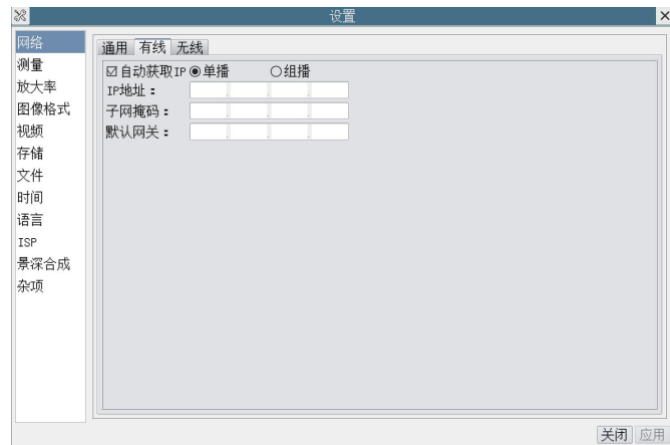 设置
网络
测量
放大率
图像格式
视频
存储
文件
时间
语言
ISP
景深合成
杂项
通用 有线 无线
自动获取IP 单播 组播
IP地址：
子网掩码：
默认网关：
关闭 应用